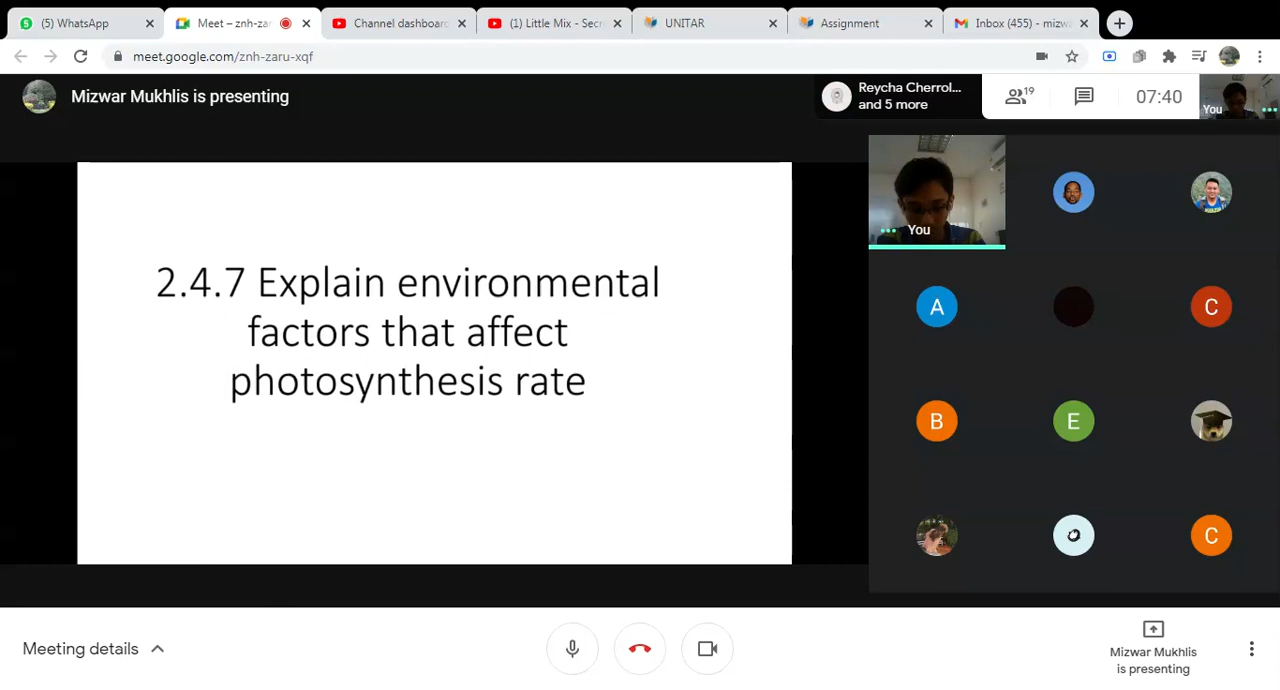 (5) WhatsApp
Meet – znh-zar
Channel dashboard
(1) Little Mix - Secr
UNITAR
Assignment
Inbox (455) - mizw
meet.google.com/znh-zaru-xqf
Mizwar Mukhlis is presenting
Reycha Cherrol...
and 5 more
19
07:40
You
You
2.4.7 Explain environmental
factors that affect
photosynthesis rate
A
C
B
E
C
Meeting details
Mizwar Mukhlis
is presenting